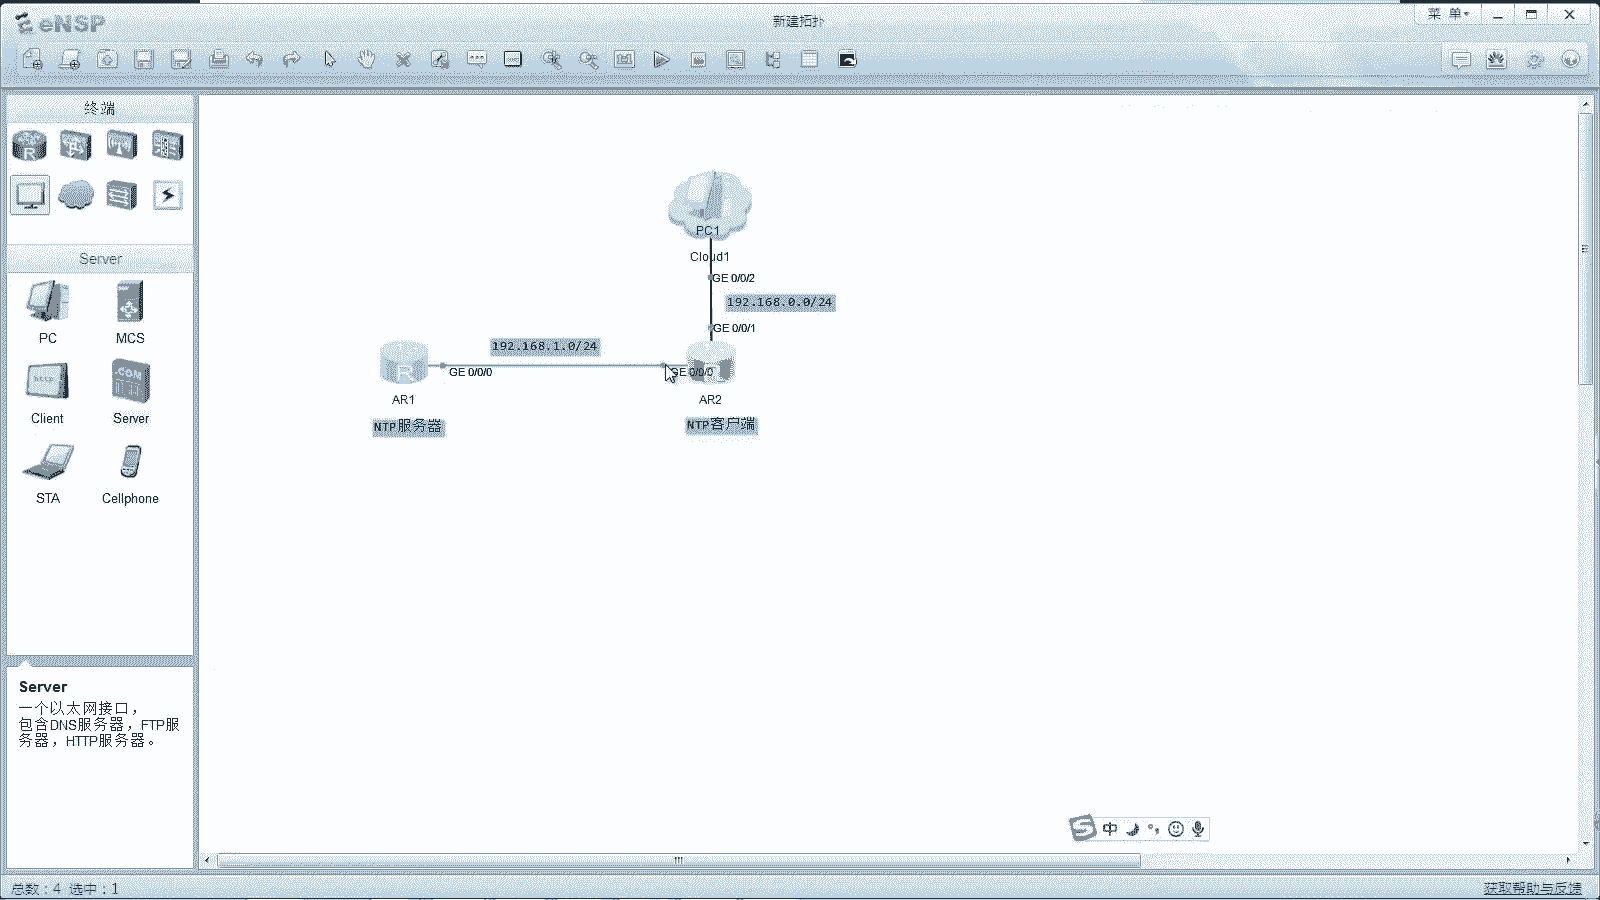 eNSP
新建拓扑
菜 单
终端
R
Server
PC
MCS
http
.COM
Client
Server
STA
Cellphone
Server
一个以太网接口，
包含DNS服务器，FTP服
务器，HTTP服务器。
PC1
Cloud1
GE 0/0/2
192.168.0.0/24
GE 0/0/1
192.168.1.0/24
R
GE 0/0/0
GE 0/0/0
AR1
AR2
NTP服务器
NTP客户端
S 中
总数：4 选中：1
获取帮助与反馈